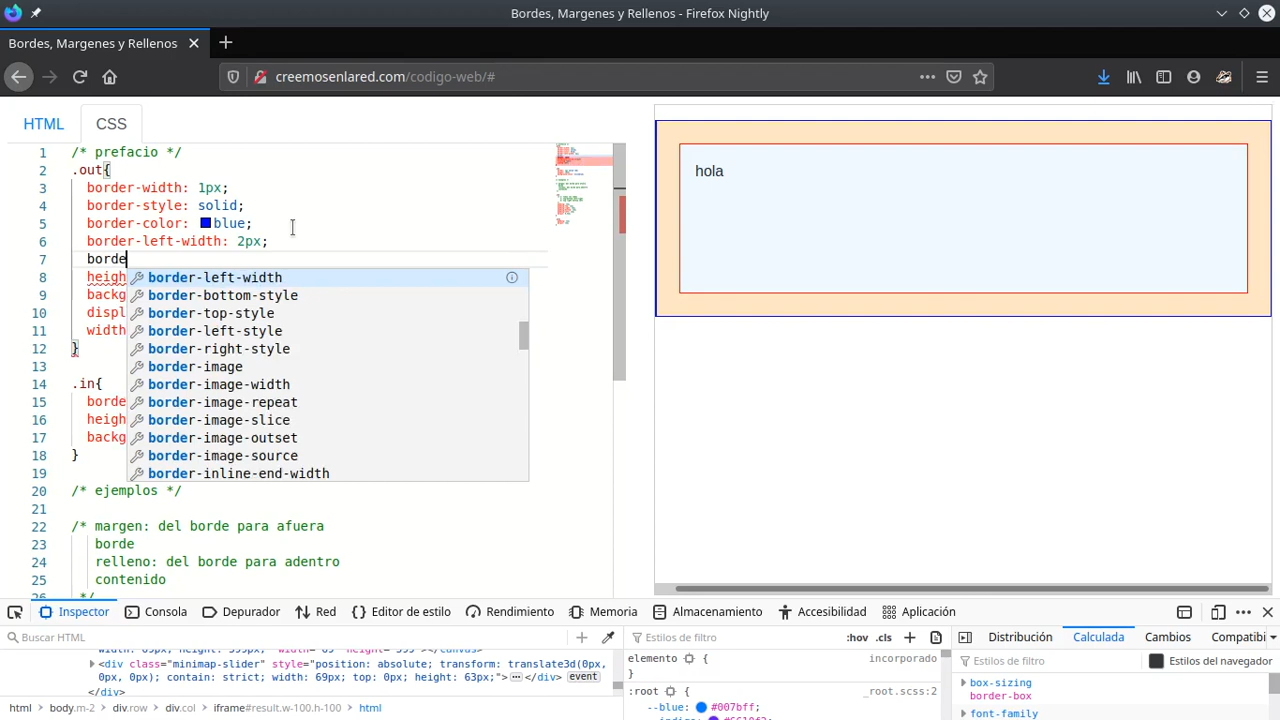 Bordes, Margenes y Rellenos - Firefox Nightly
Bordes, Margenes y Rellenos
creemosenlared.com/codigo-web/#
HTML CSS
1 /* prefacio */
2 .out{
3 border-width: 1px;
4 border-style: solid;
5 border-color: blue;
6 border-left-width: 2px;
7 borde
8 heigh
9 backg
10 displ
11 width
12 }
13
14 .in{
15 borde
16 heigh
17 backg
18 }
19
20 /* ejemplos */
21
22 /* margen: del borde para afuera
23 borde
24 relleno: del borde para adentro
25 contenido
*/
border-left-width
border-bottom-style
border-top-style
border-left-style
border-right-style
border-image
border-image-width
border-image-repeat
border-image-slice
border-image-outset
border-image-source
border-inline-end-width
hola
Inspector Consola Depurador Red Editor de estilo Rendimiento Memoria Almacenamiento Accesibilidad Aplicación
Buscar HTML
<div class="minimap-slider" style="position: absolute; transform: translate3d(0px,
0px, 0px); contain: strict; width: 69px; top: 0px; height: 63px;"></div> event
</div>
html body.m-2 div.row div.col iframe#result.w-100.h-100 html
Estilos de filtro :hov .cls
elemento { incorporado
}
:root { _root.scss:2
--blue: #007bff;
Distribución Calculada Cambios Compatibi
Estilos de filtro Estilos del navegador
box-sizing
border-box
font-family